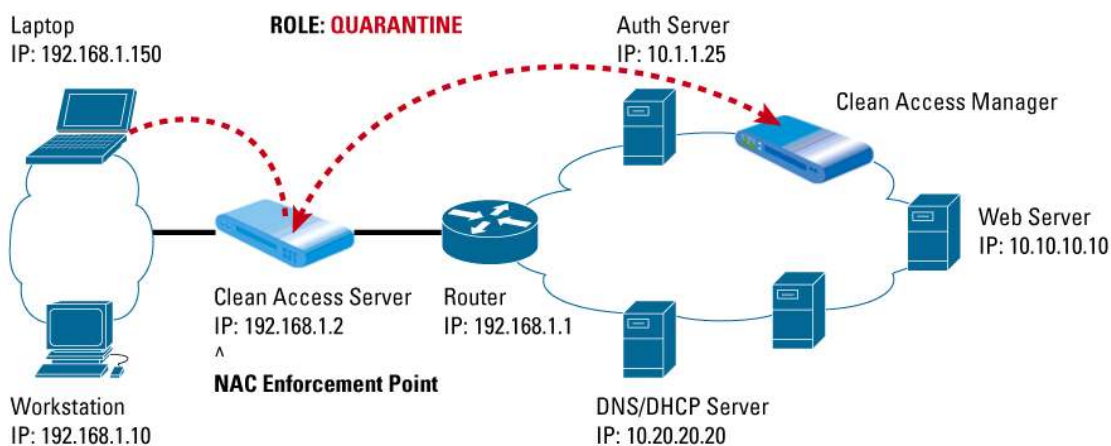 Laptop
IP: 192.168.1.150
ROLE: QUARANTINE
Auth Server
IP: 10.1.1.25
Clean Access Manager
Web Server
IP: 10.10.10.10
Clean Access Server
IP: 192.168.1.2
^
NAC Enforcement Point
Router
IP: 192.168.1.1
Workstation
IP: 192.168.1.10
DNS/DHCP Server
IP: 10.20.20.20